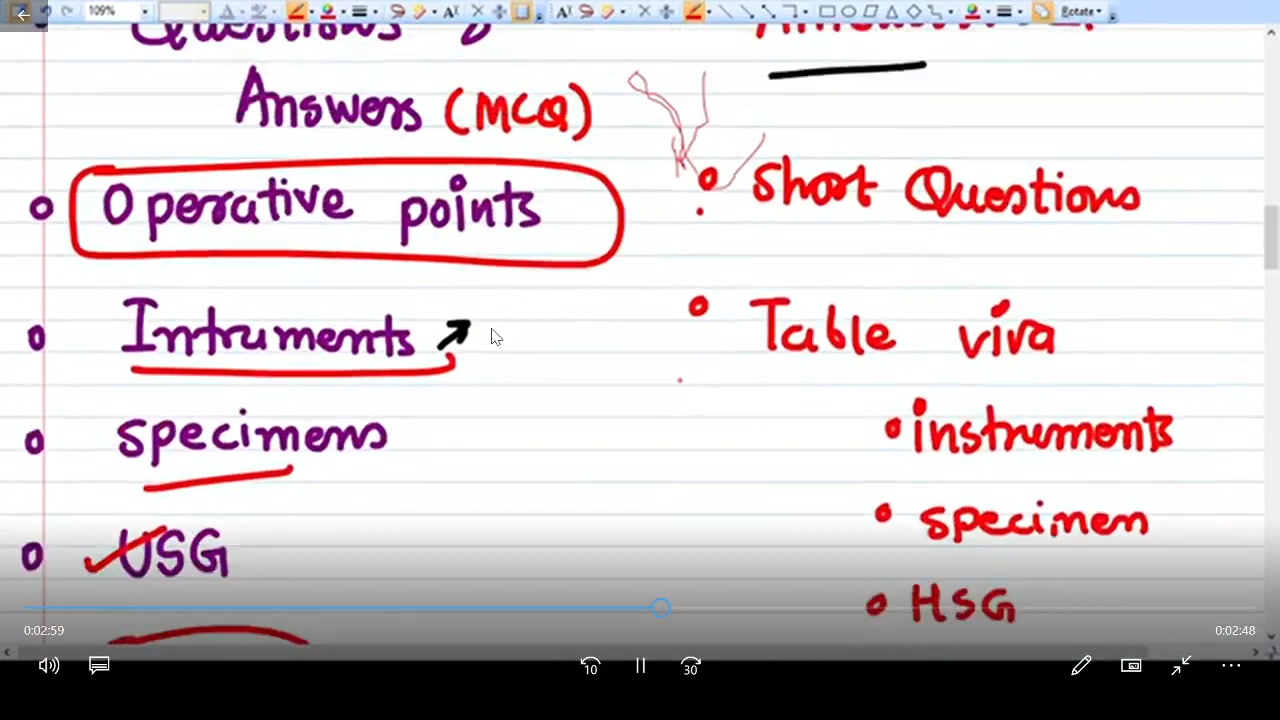 109%
Rotate
Questions &
Answers (MCQ)
Operative points
Intruments
specimens
USG
Short Questions
Table viva
instruments
specimen
HSG
0:02:59
0:02:48
10
30